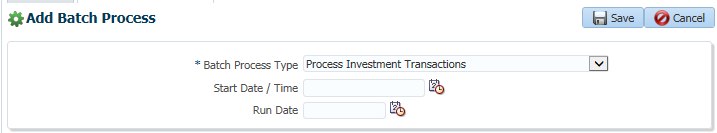 Add Batch Process
Save
Cancel
* Batch Process Type
Process Investment Transactions
Start Date / Time
Run Date